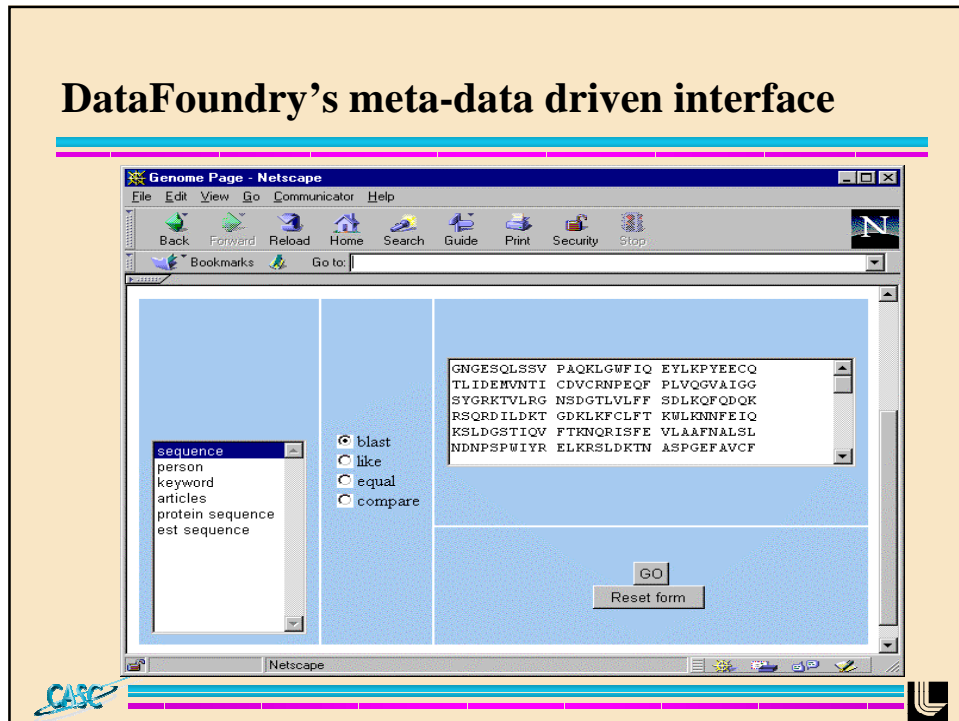 DataFoundry's meta-data driven interface
Genome Page - Netscape
File Edit View Go Communicator Help
Back Forward Reload Home Search Guide Print Security Stop
N
Bookmarks Go to:
sequence
person
keyword
articles
protein sequence
est sequence
blast
like
equal
compare
GNGESQLSSV PAQKLGWFIQ EYLKPYEECQ
TLIDEMVNTI CDVCRNPEQF PLVQGVAIGG
SYGRKTVLRG NSDGTLVLFF SDLKQFQDQK
RSQRDILDKT GDKLKFCLFT KWLKNNFEIQ
KSLDGSTIQV FTKNQRISFE VLAAFNALSL
NDNPSPWIYR ELKRSLDKTN ASPGEFAVCF
GO
Reset form
Netscape
CASC